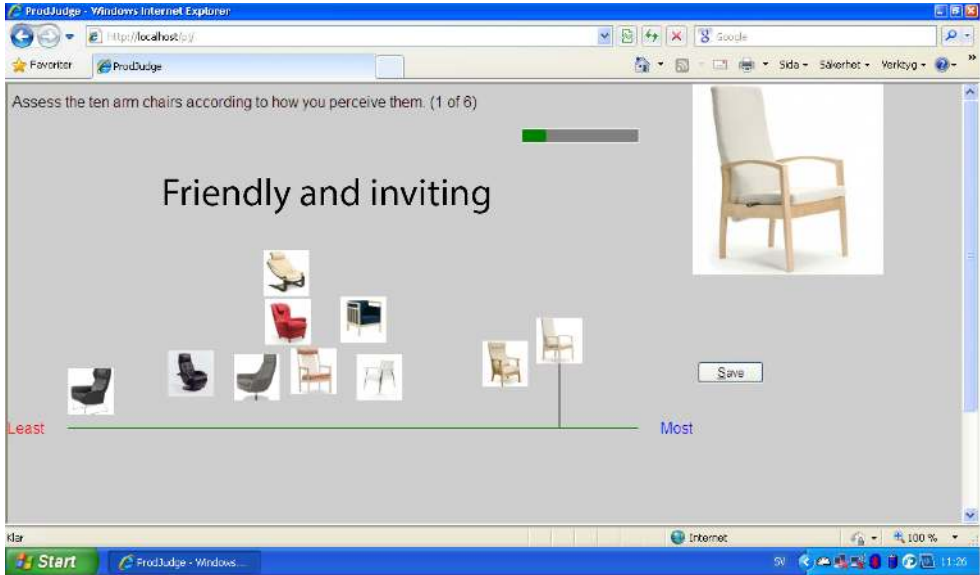 ProdJudge - Windows Internet Explorer
http://localhost/pj/
Google
Favoriter
ProdJudge
Sida
Säkerhet
Verktyg
Assess the ten arm chairs according to how you perceive them. (1 of 6)
Friendly and inviting
Save
Least
Most
Klar
Internet
100 %
Start
ProdJudge - Windows...
SV
11:26